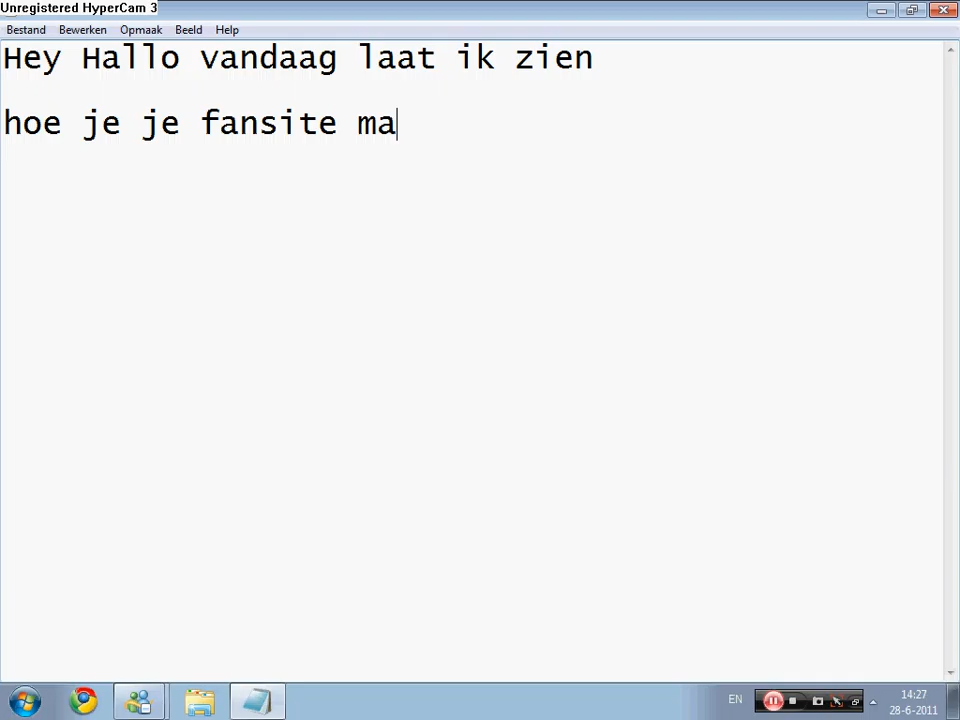 Unregistered HyperCam 3
Bestand Bewerken Opmaak Beeld Help
Hey Hallo vandaag laat ik zien
hoe je je fansite ma
EN
14:27
28-6-2011